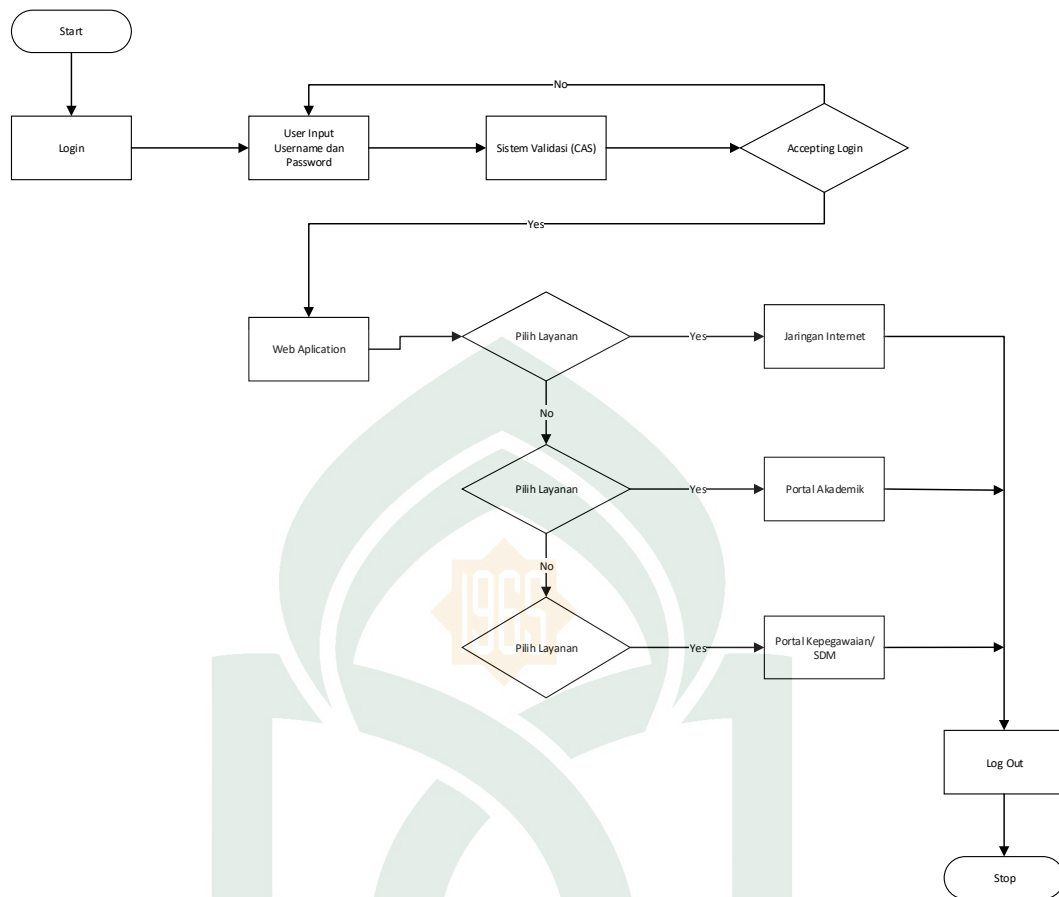 Start
No
Login
User Input
Username dan
Password
Sistem Validasi (CAS)
Accepting Login
Yes
Web Aplication
Pilih Layanan
Yes
Jaringan Internet
No
Pilih Layanan
Yes
Portal Akademik
No
1965
Pilih Layanan
Yes
Portal Kepegawaian/
SDM
Log Out
Stop